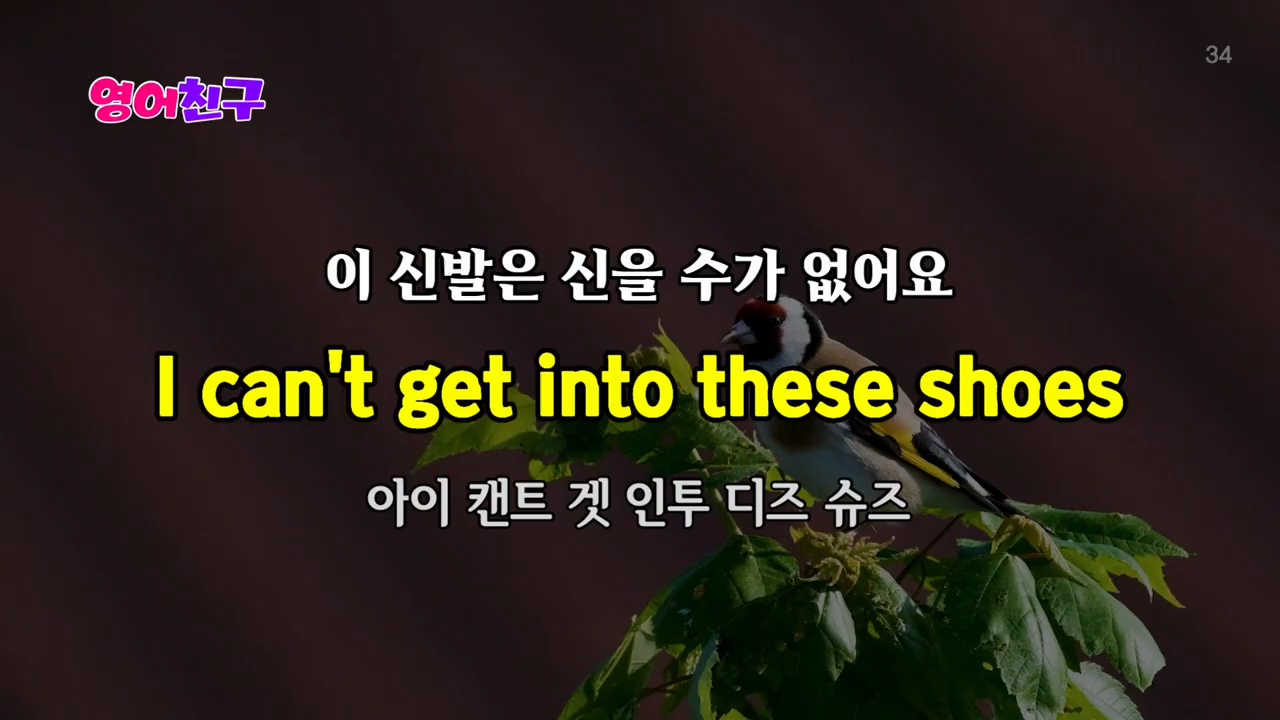 34
영어친구
이 신발은 신을 수가 없어요
I can't get into these shoes
아이 캔트 겟 인투 디즈 슈즈